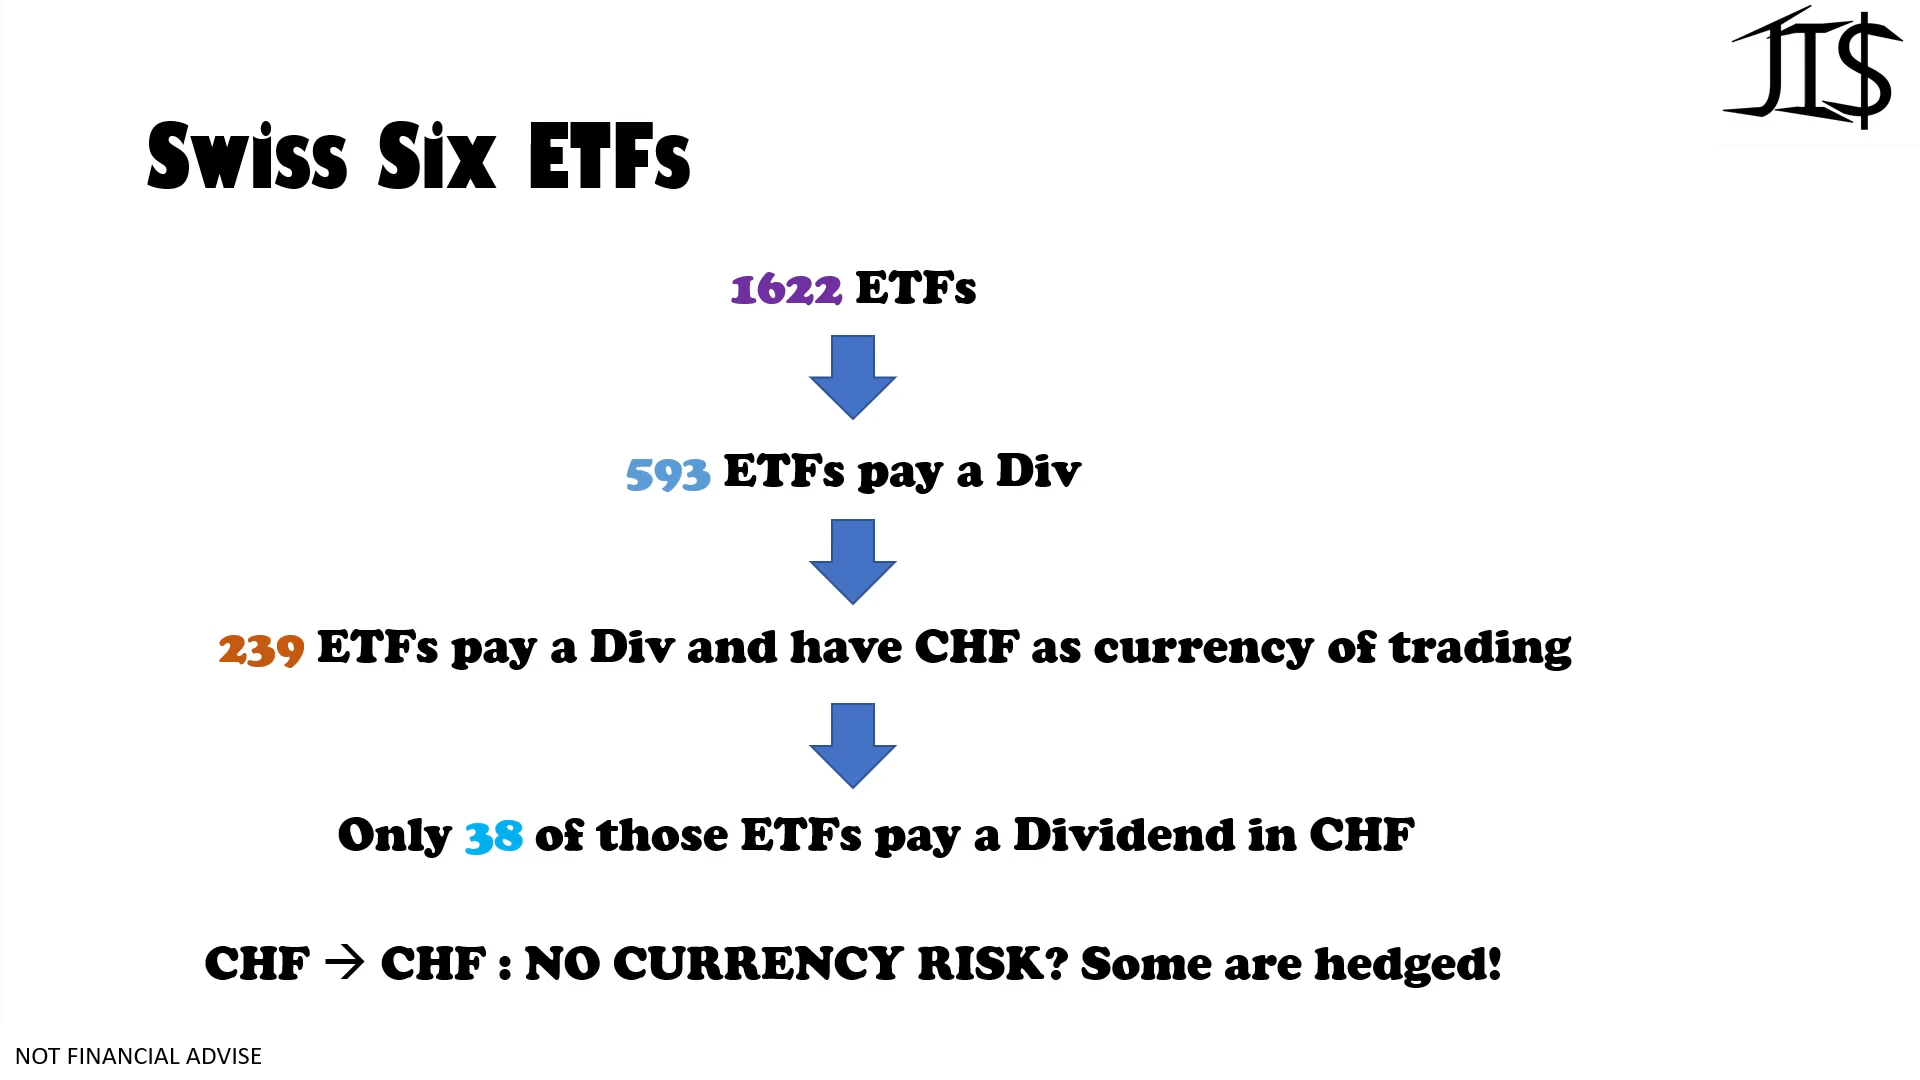 JI$
Swiss Six ETFs
1622 ETFs
593 ETFs pay a Div
239 ETFs pay a Div and have CHF as currency of trading
Only 38 of those ETFs pay a Dividend in CHF
CHF → CHF : NO CURRENCY RISK? Some are hedged!
NOT FINANCIAL ADVISE